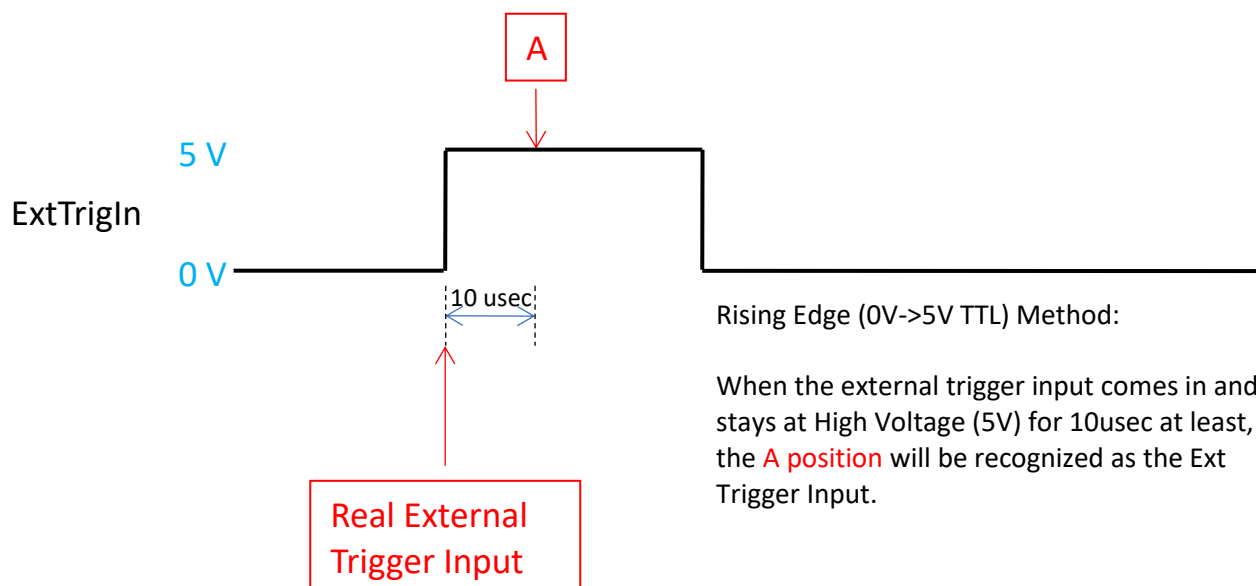 A
5 V
ExtTrigIn
0 V
10 usec
Rising Edge (0V->5V TTL) Method:
When the external trigger input comes in and
stays at High Voltage (5V) for 10usec at least,
the A position will be recognized as the Ext
Trigger Input.
Real External
Trigger Input